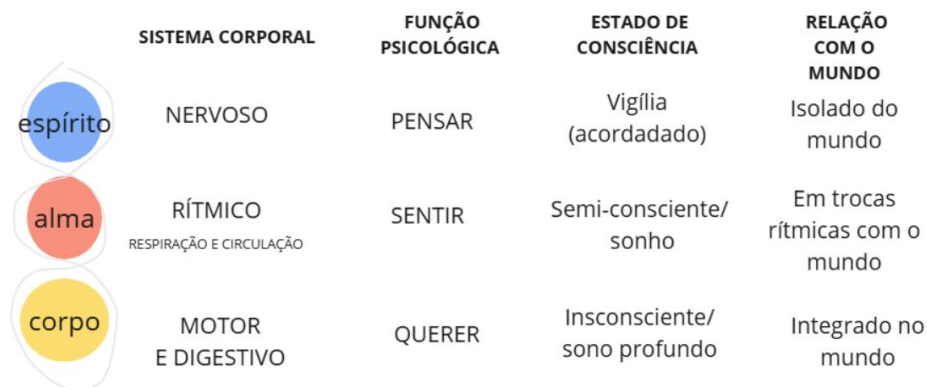 SISTEMA CORPORAL
FUNÇÃO
PSICOLÓGICA
ESTADO DE
CONSCIÊNCIA
RELAÇÃO
COM O
MUNDO
espírito
NERVOSO
PENSAR
Vigília
(acordadado)
Isolado do
mundo
alma
RÍTMICO
RESPIRAÇÃO E CIRCULAÇÃO
SENTIR
Semi-consciente/
sonho
Em trocas
rítmicas com o
mundo
corpo
MOTOR
E DIGESTIVO
QUERER
Insconsciente/
sono profundo
Integrado no
mundo